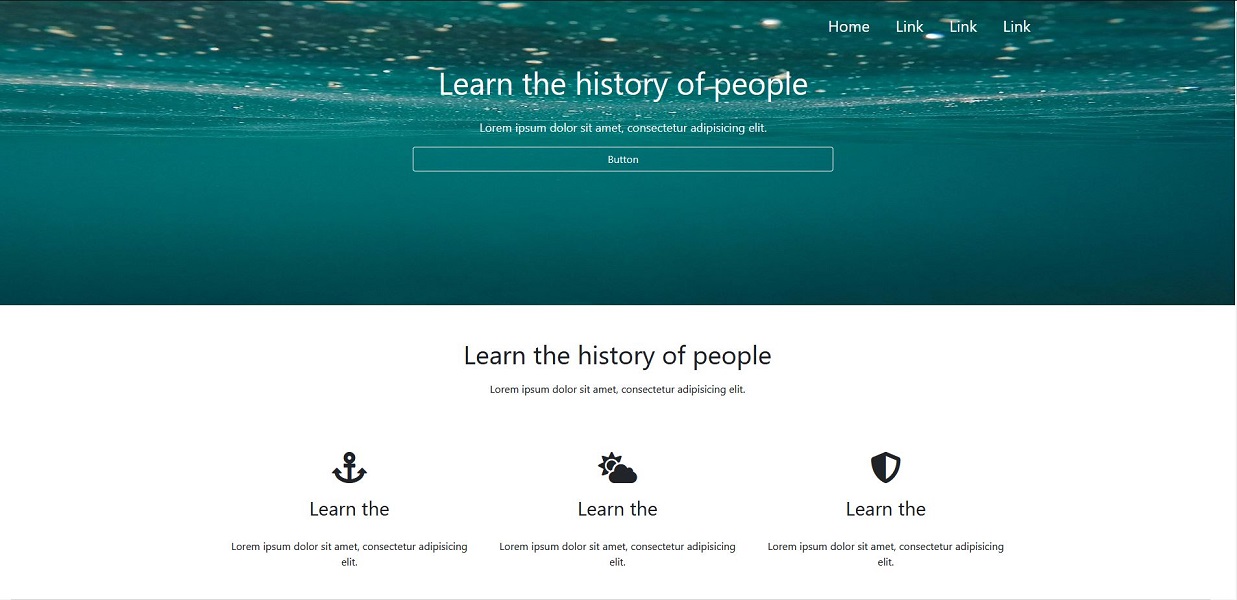 Home Link Link Link
Learn the history of people
Lorem ipsum dolor sit amet, consectetur adipisicing elit.
Button
Learn the history of people
Lorem ipsum dolor sit amet, consectetur adipisicing elit.
Learn the
Lorem ipsum dolor sit amet, consectetur adipisicing
elit.
Learn the
Lorem ipsum dolor sit amet, consectetur adipisicing
elit.
Learn the
Lorem ipsum dolor sit amet, consectetur adipisicing
elit.